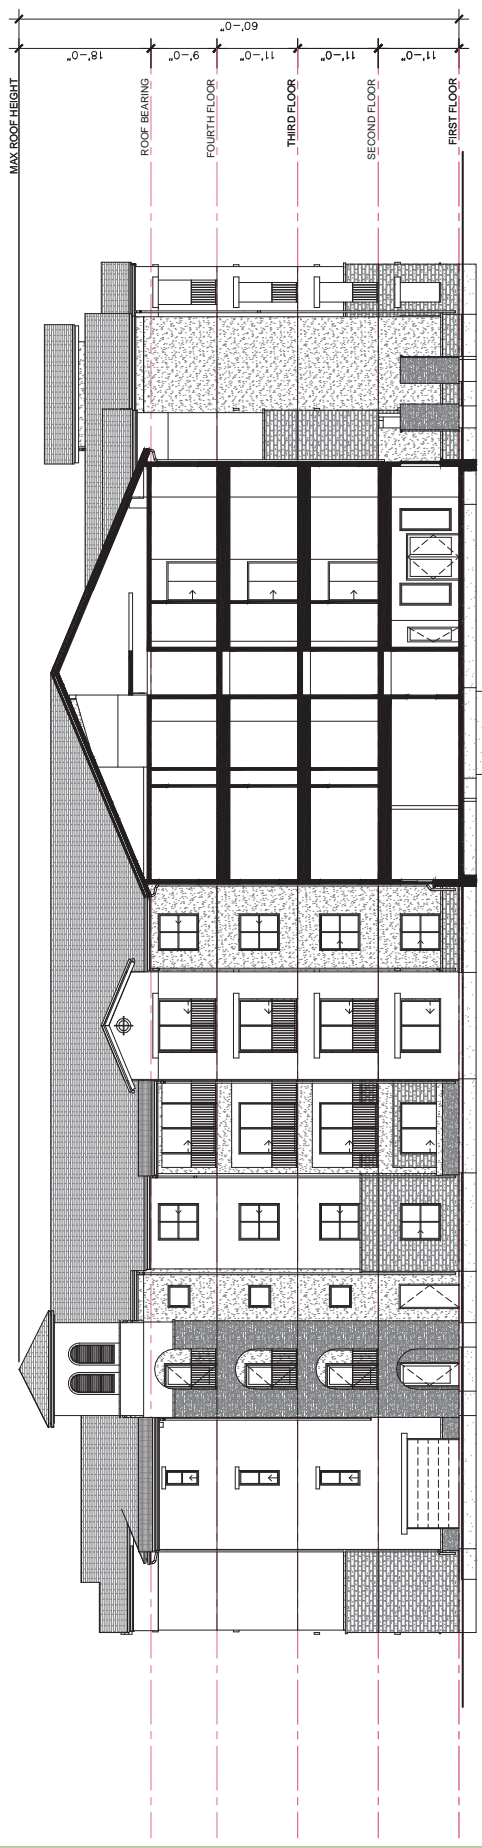 60'-0"
18'-0"
9'-0"
11'-0"
11'-0"
11'-0"
MAX ROOF HEIGHT
ROOF BEARING
FOURTH FLOOR
THIRD FLOOR
SECOND FLOOR
FIRST FLOOR